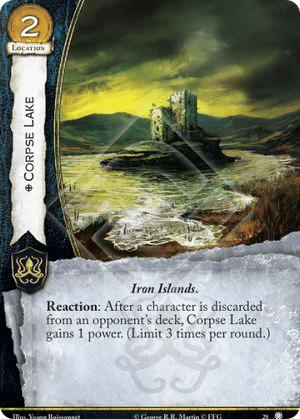 2
Location
Corpse Lake
Iron Islands.
Reaction: After a character is discarded
from an opponent's deck, Corpse Lake
gains 1 power. (Limit 3 times per round.)
Illus. Yoann Boissonnet
© George R.R. Martin © FFG
28